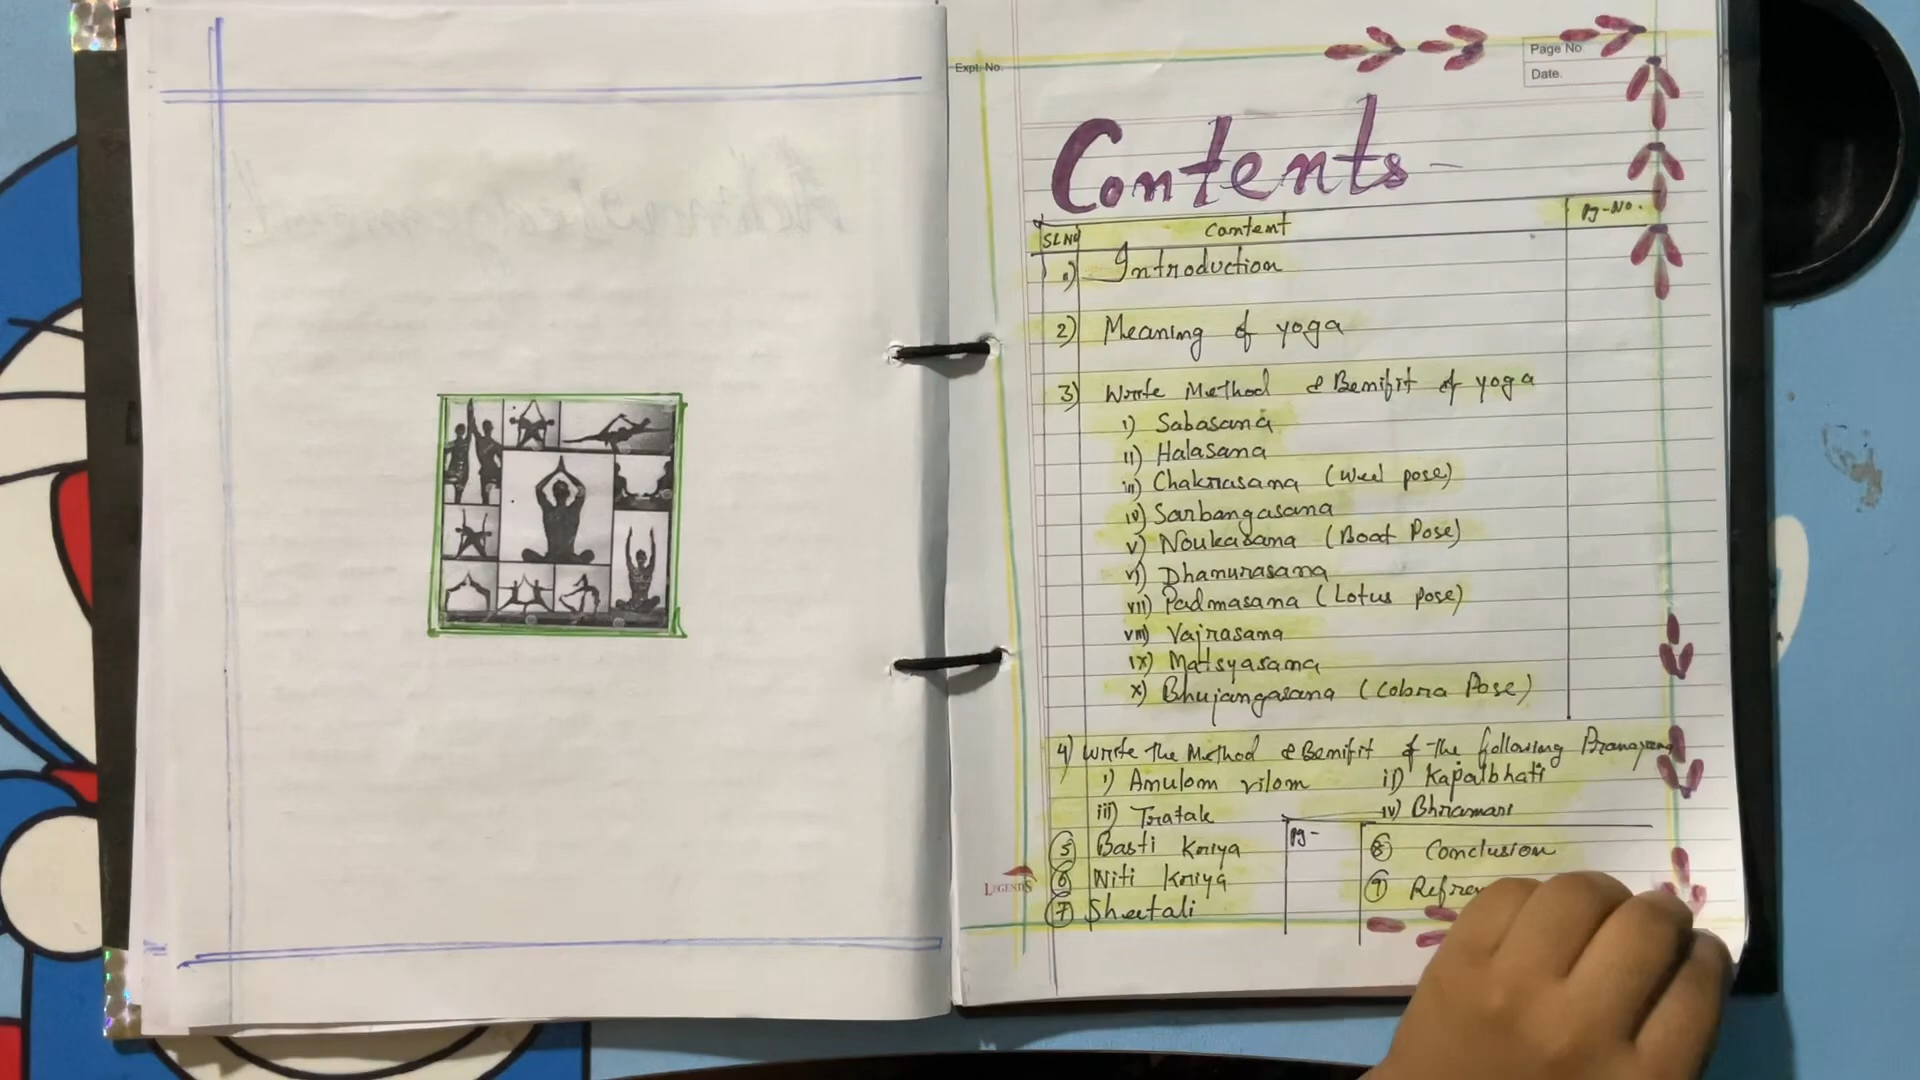 Expt. No.
Page No.
Date.
Contents
SL No
Content
Pg-No.
1) Introduction
2) Meaning of yoga
3) Write Method & Benifit of yoga
i) Sabasana
ii) Halasana
iii) Chakrasana (Weel pose)
iv) Sarbangasana
v) Noukasana (Boat Pose)
vi) Dhanurasana
vii) Padmasana (Lotus pose)
viii) Vajrasana
ix) Matsyasana
x) Bhujangasana (Cobra Pose)
4) Write the Method & Benifit of the following Pranayama
i) Anulom vilom ii) Kapalbhati
iii) Tratak iv) Bhramari
5 Basti Kriya
Pg-
8 Conclusion
6 Niti Kriya
9
7 Sheetali
LEGENDS